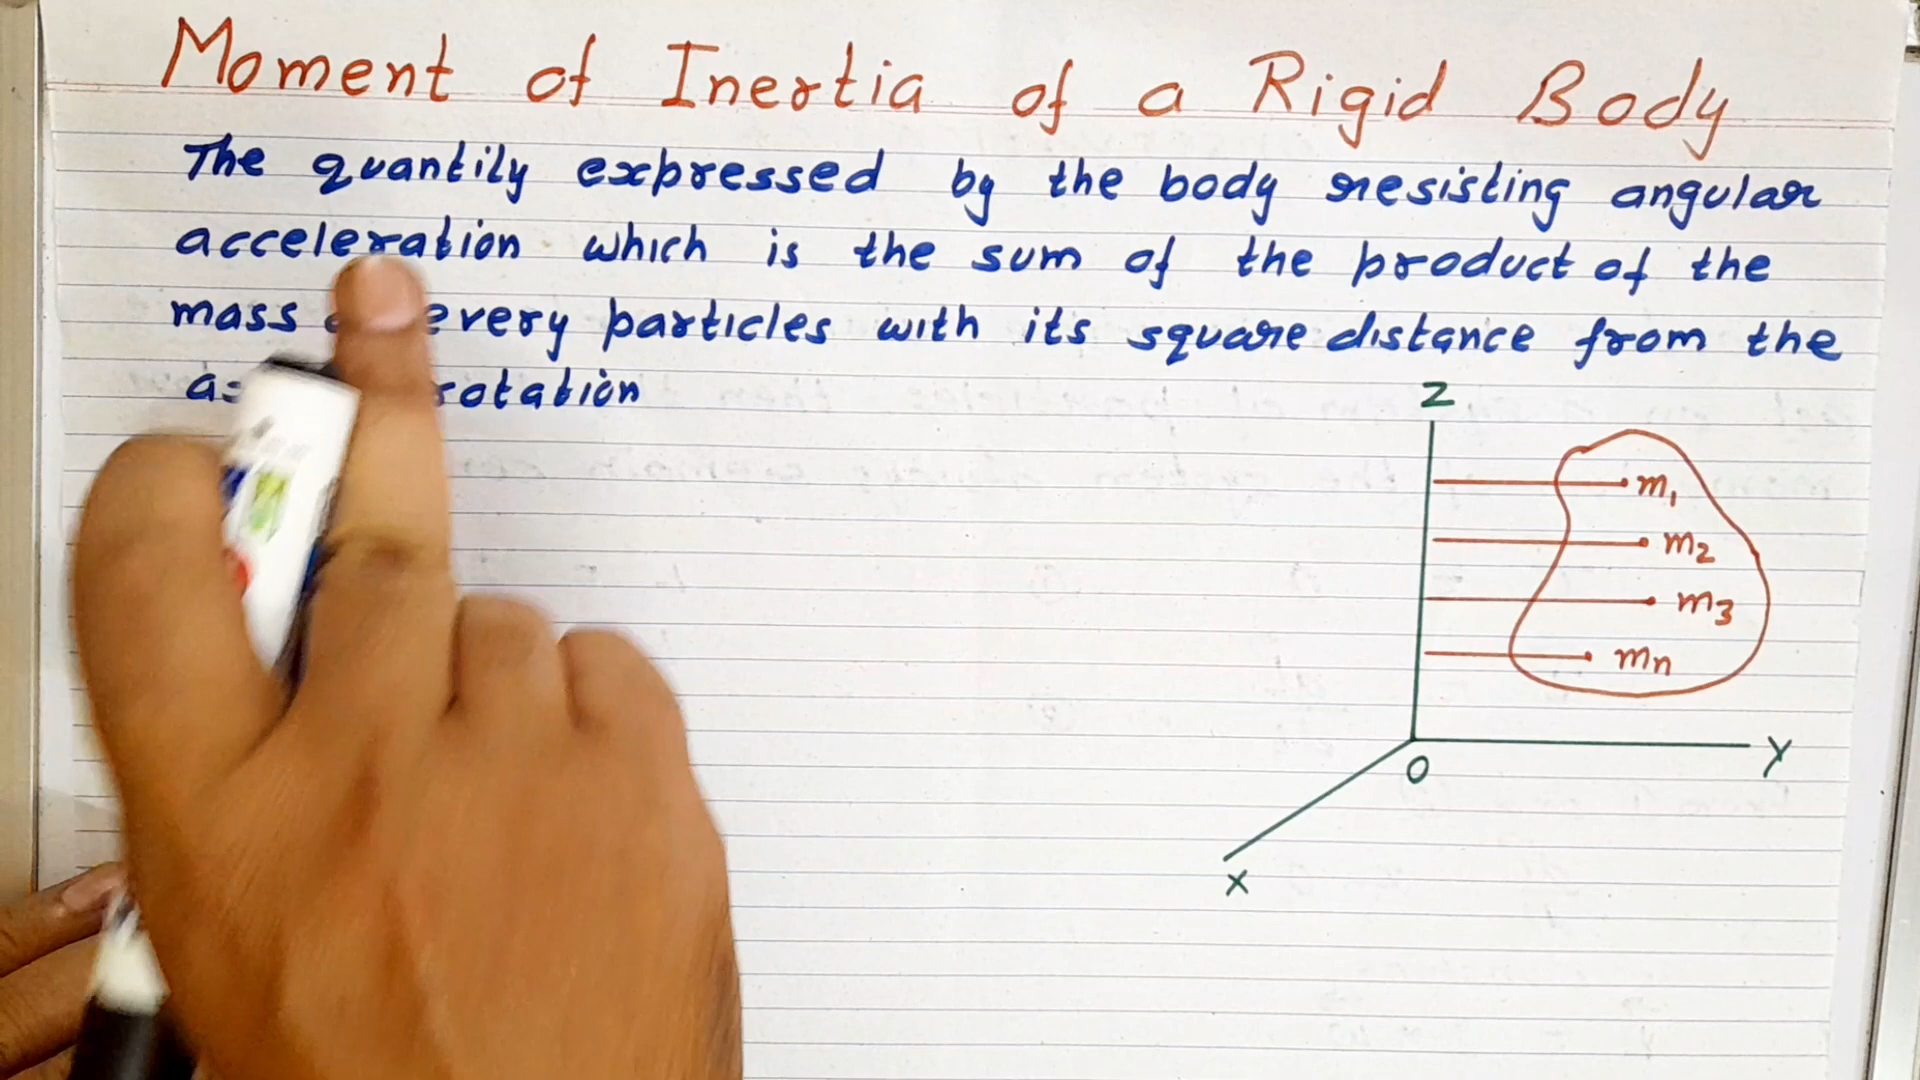 Moment of Inertia of a Rigid Body
The quantily expressed by the body resisting angular
acceleration which is the sum of the product of the
mass every particles with its square distance from the
rotation
Z
m1
m2
m3
mn
Y
O
X